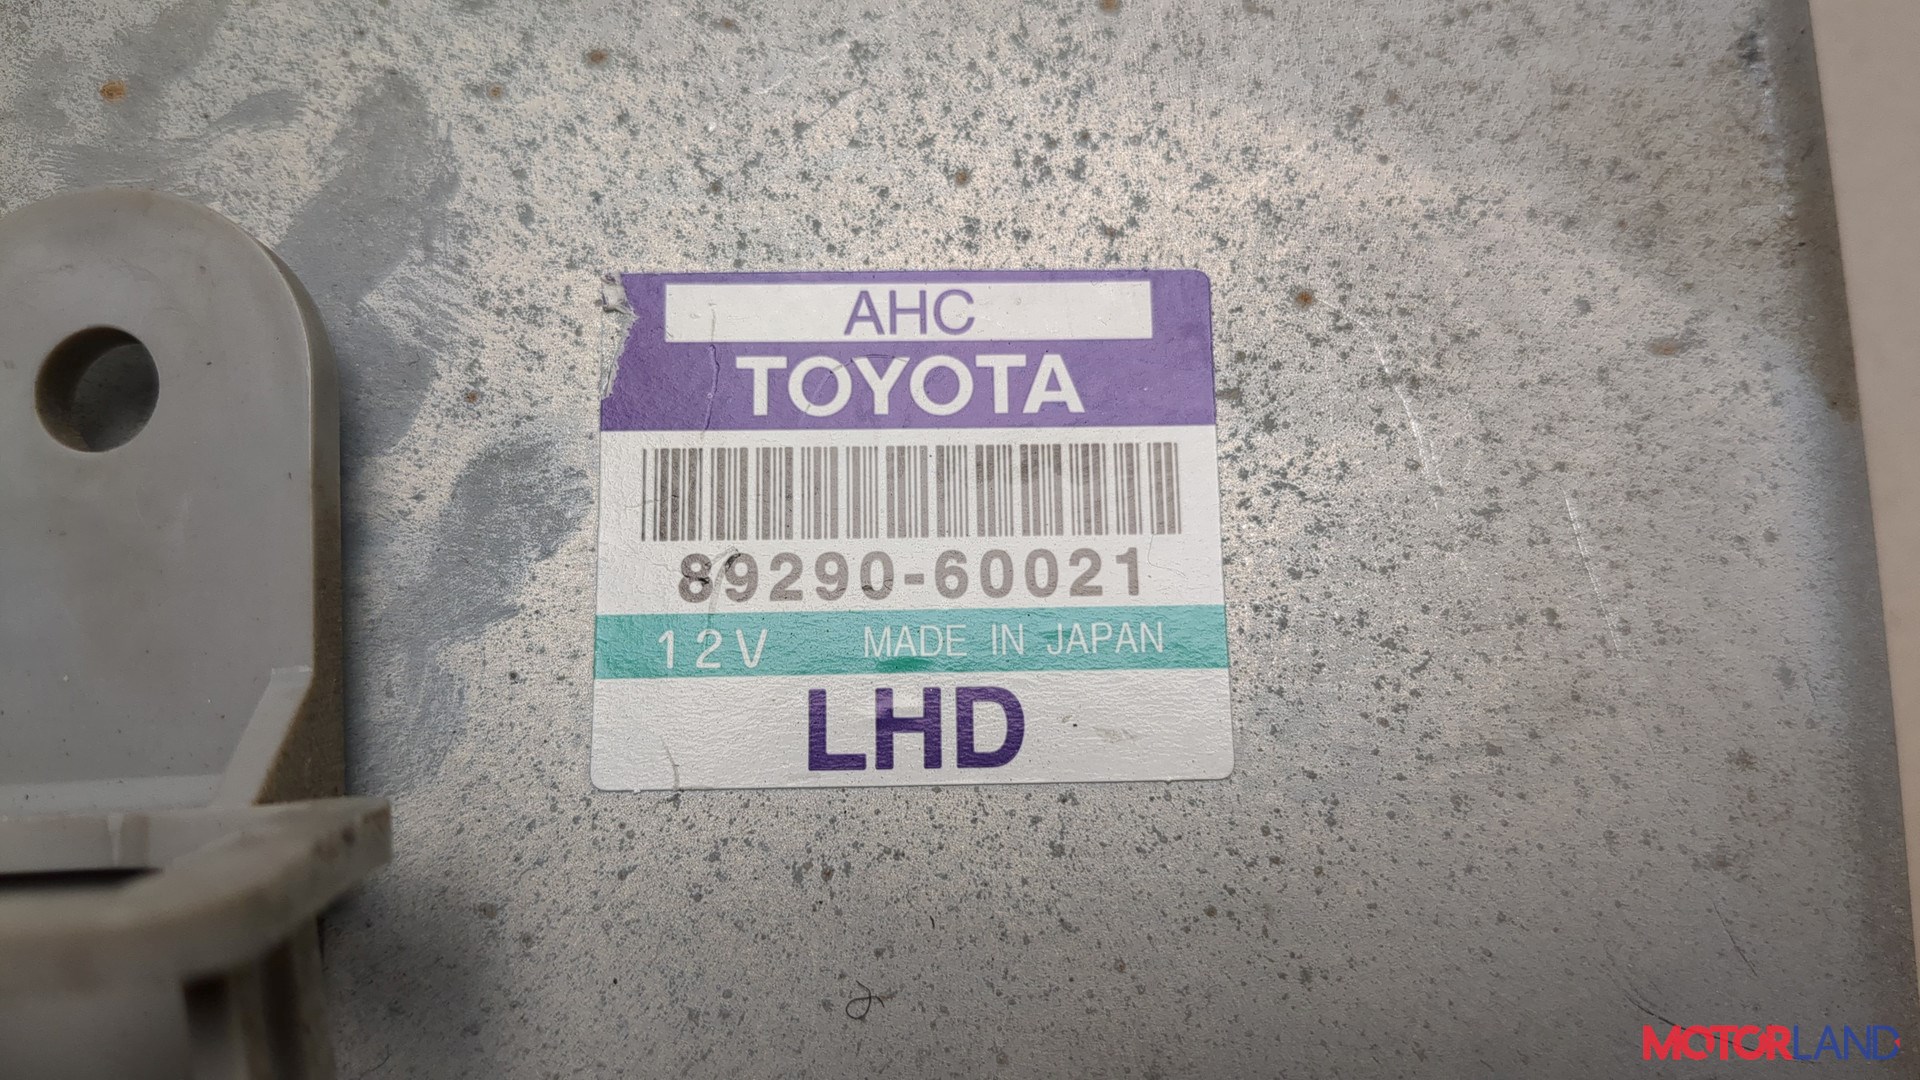 AHC
TOYOTA
89290-60021
12V MADE IN JAPAN
LHD
MOTORLAND